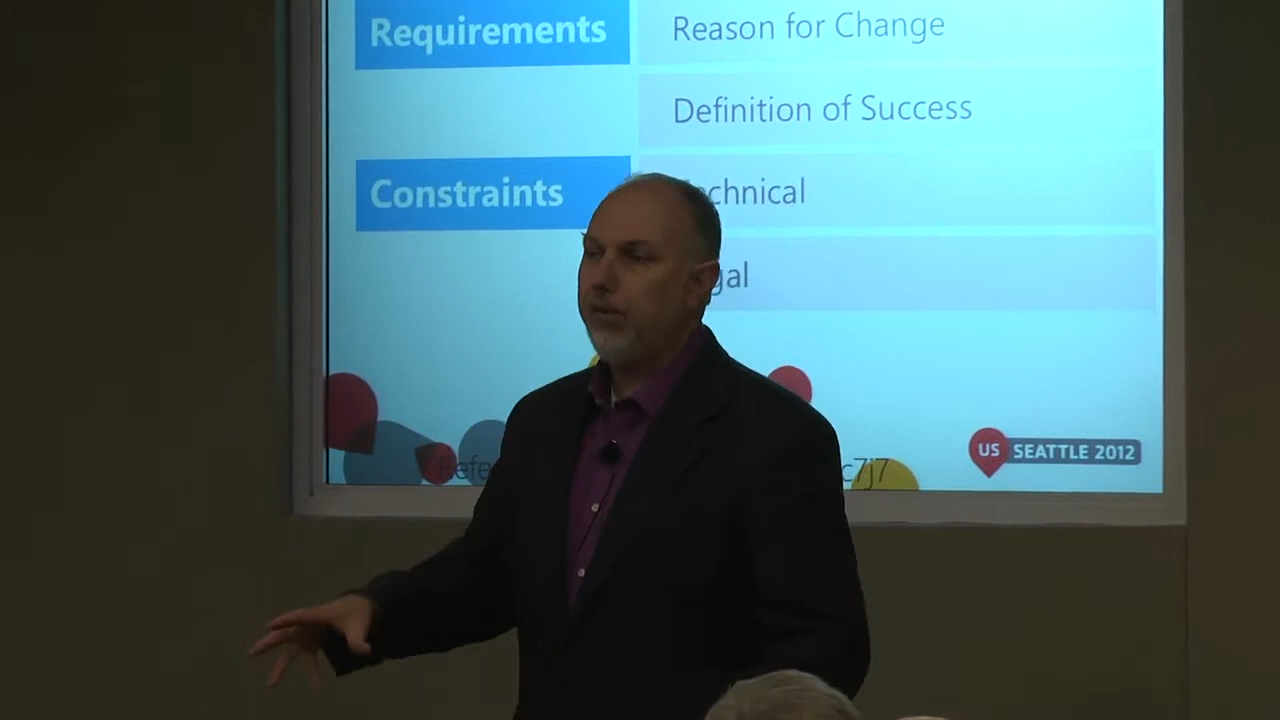 Requirements
Reason for Change
Definition of Success
Constraints
US
SEATTLE 2012